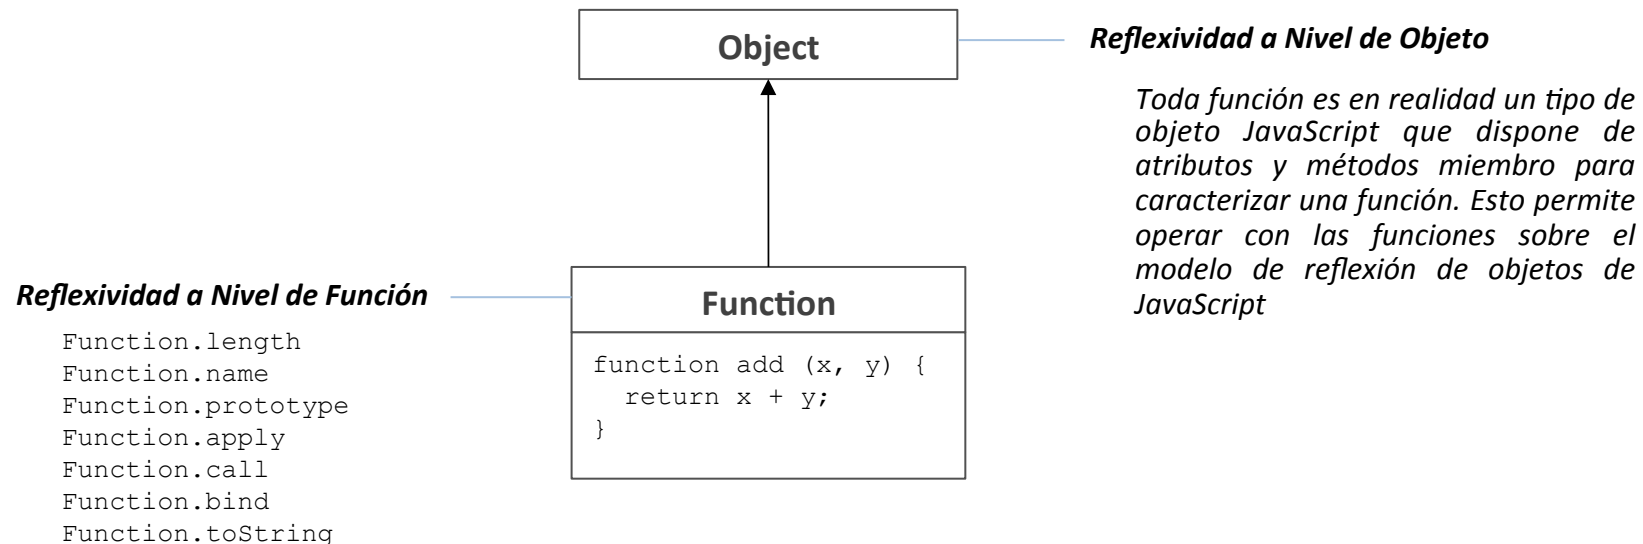 Object
Reflexividad a Nivel de Objeto
Toda función es en realidad un tipo de
objeto JavaScript que dispone de
atributos y métodos miembro para
caracterizar una función. Esto permite
operar con las funciones sobre el
modelo de reflexión de objetos de
JavaScript
Reflexividad a Nivel de Función
Function.length
Function.name
Function.prototype
Function.apply
Function.call
Function.bind
Function.toString
Function
function add (x, y) {
  return x + y;
}